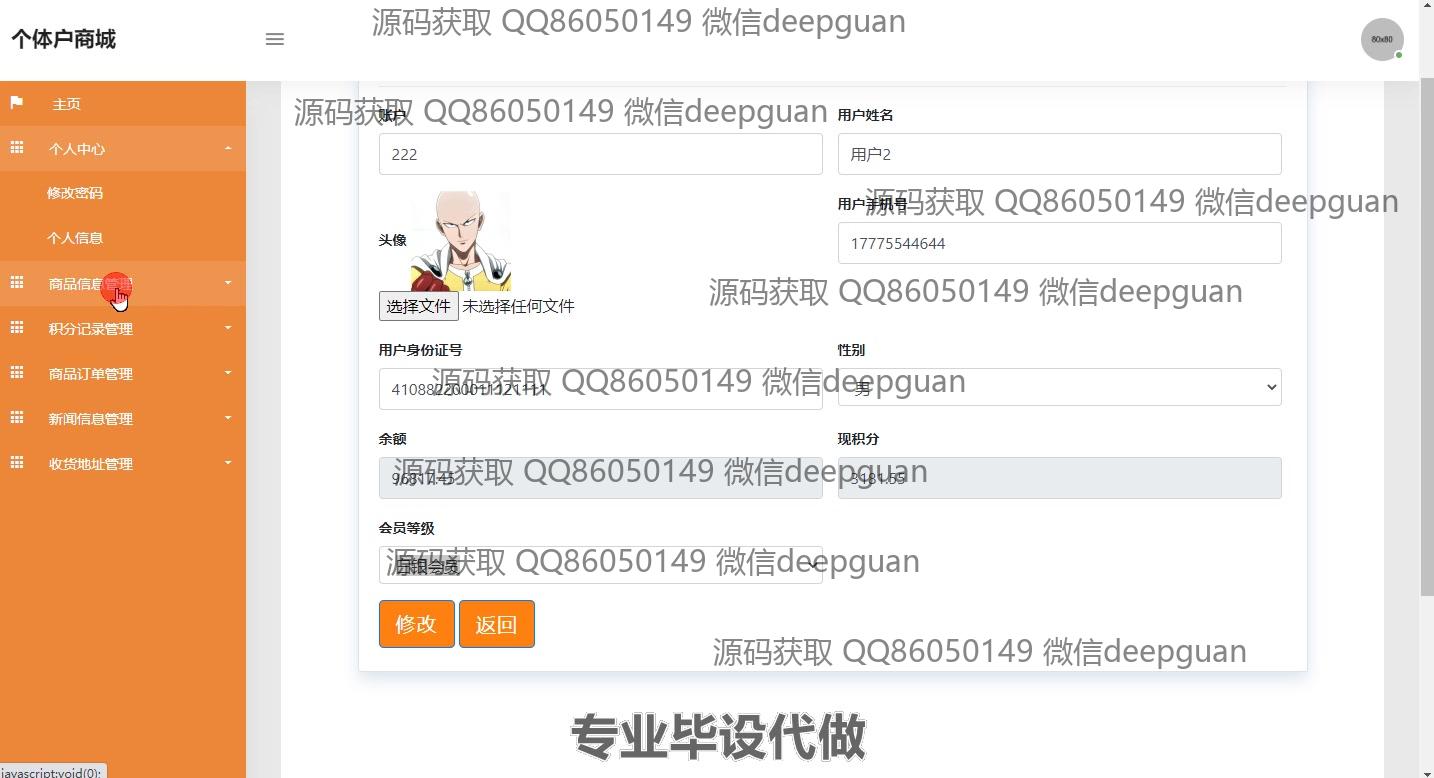 源码获取 QQ86050149 微信deepguan
个体户商城
80x80
主页
源码获取 QQ86050149 微信deepguan
账户
用户姓名
个人中心
222
用户2
修改密码
源码获取 QQ86050149 微信deepguan
用户手机号
个人信息
头像
17775544644
商品信息管理
源码获取 QQ86050149 微信deepguan
选择文件 未选择任何文件
积分记录管理
用户身份证号
性别
商品订单管理
源码获取 QQ86050149 微信deepguan
410882200011121111
男
新闻信息管理
余额
现积分
收货地址管理
源码获取 QQ86050149 微信deepguan
96817.45
3181.55
会员等级
源码获取 QQ86050149 微信deepguan
修改
返回
源码获取 QQ86050149 微信deepguan
专业毕设代做
javascript:void(0);